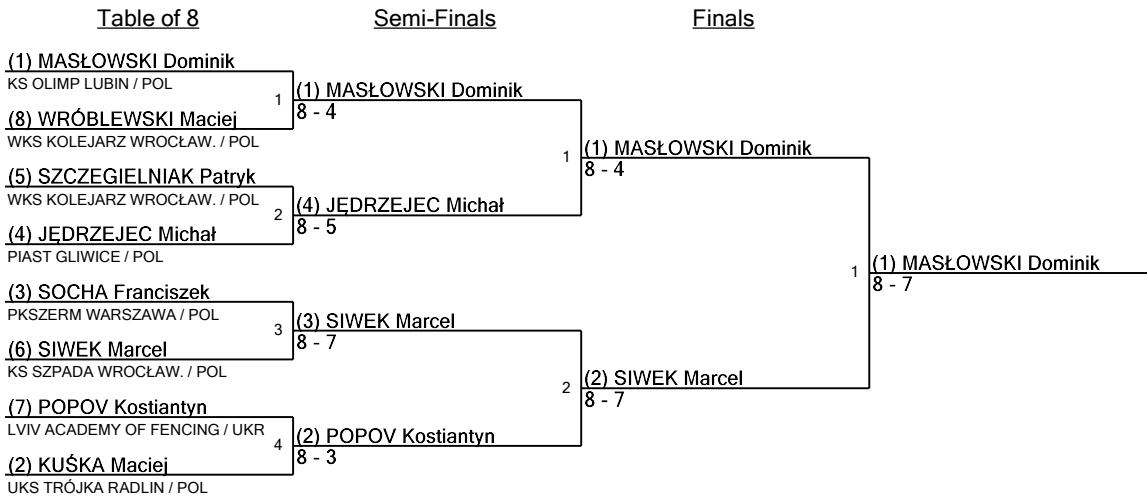 Table of 8
Semi-Finals
Finals
(1) MASŁOWSKI Dominik
KS OLIMP LUBIN / POL
1
(8) WRÓBLEWSKI Maciej
WKS KOLEJARZ WROCŁAW. / POL
(5) SZCZEGIELNIAK Patryk
WKS KOLEJARZ WROCŁAW. / POL
2
(4) JĘDRZEJEC Michał
PIAST GLIWICE / POL
(3) SOCHA Franciszek
PKSZERM WARSZAWA / POL
3
(6) SIWEK Marcel
KS SZPADA WROCŁAW. / POL
(7) POPOV Kostiantyn
LVIV ACADEMY OF FENCING / UKR
4
(2) KUŚKA Maciej
UKS TRÓJKA RADLIN / POL
(1) MASŁOWSKI Dominik
8 - 4
1
(4) JĘDRZEJEC Michał
8 - 5
(3) SIWEK Marcel
8 - 7
2
(2) POPOV Kostiantyn
8 - 3
(1) MASŁOWSKI Dominik
8 - 4
1
(2) SIWEK Marcel
8 - 7
(1) MASŁOWSKI Dominik
8 - 7